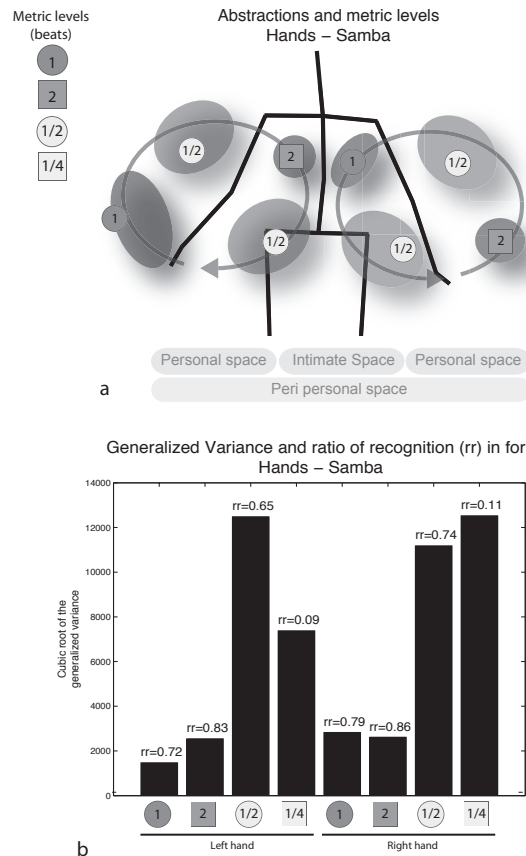 Metric levels
(beats)
1
2
1/2
1/4
Abstractions and metric levels
Hands – Samba
1/2
2
1
1/2
1
1/2
1/2
2
Personal space
Intimate Space
Personal space
Peri personal space
a
Generalized Variance and ratio of recognition (rr) in for
Hands – Samba
Cubic root of the
generalized variance
14000
12000
10000
8000
6000
4000
2000
0
rr=0.72
rr=0.83
rr=0.65
rr=0.09
rr=0.79
rr=0.86
rr=0.74
rr=0.11
1
2
1/2
1/4
1
2
1/2
1/4
Left hand
Right hand
b